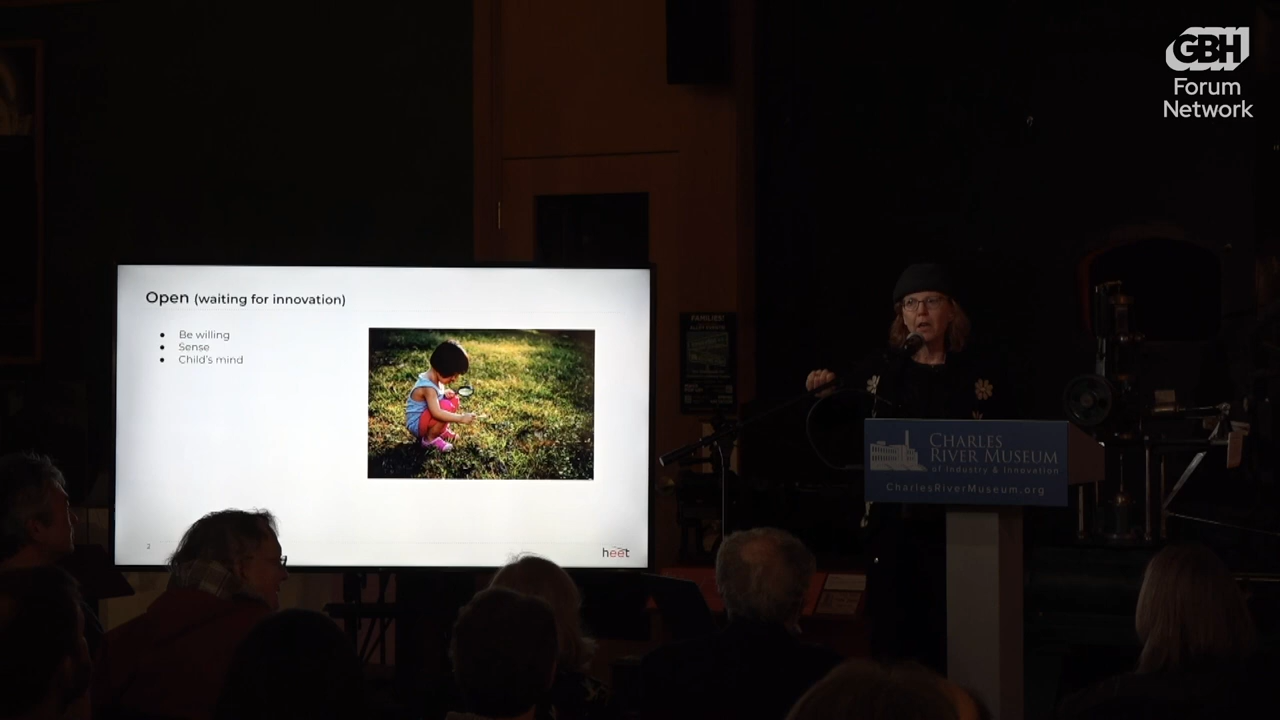 GBH
Forum
Network
Open (waiting for innovation)
● Be willing
● Sense
● Child's mind
2
heet
FAMILIES!
CHARLES
RIVER MUSEUM
of Industry & Innovation
CharlesRiverMuseum.org